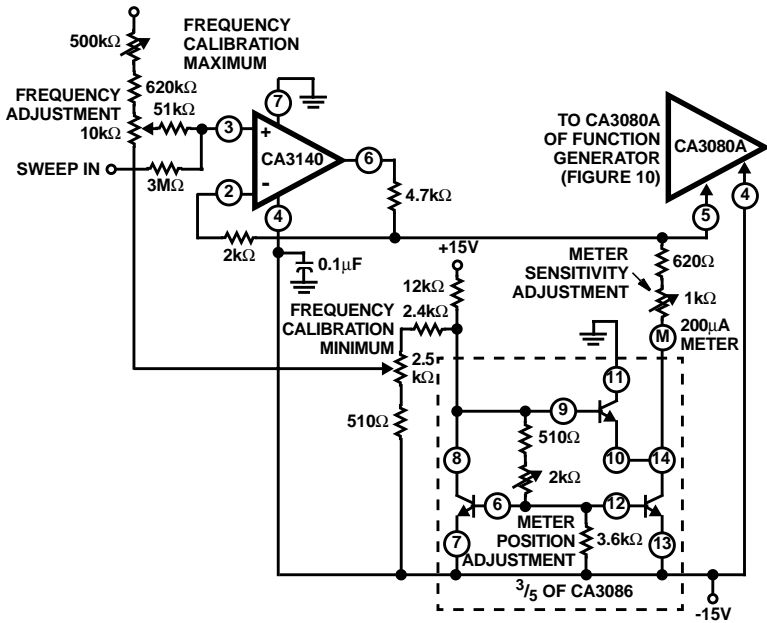 FREQUENCY
CALIBRATION
MAXIMUM
500kΩ
620kΩ
FREQUENCY
ADJUSTMENT
10kΩ
51kΩ
SWEEP IN
3MΩ
7
3
+
CA3140
6
2
-
4
4.7kΩ
2kΩ
0.1μF
TO CA3080A
OF FUNCTION
GENERATOR
(FIGURE 10)
CA3080A
5
4
+15V
12kΩ
2.4kΩ
FREQUENCY
CALIBRATION
MINIMUM
2.5
kΩ
510Ω
METER
SENSITIVITY
ADJUSTMENT
620Ω
1kΩ
M
200μA
METER
11
9
510Ω
10
14
8
2kΩ
6
12
7
METER
POSITION
ADJUSTMENT
3.6kΩ
13
3/5 OF CA3086
-15V